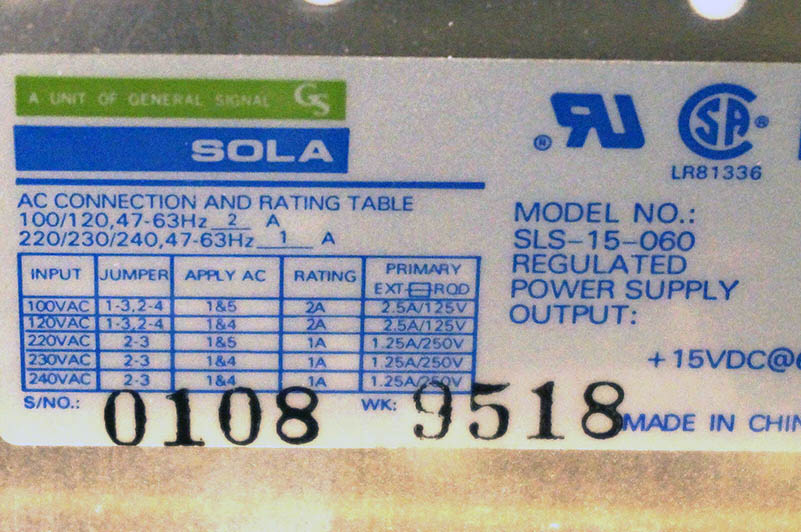 A UNIT OF GENERAL SIGNAL GS
SOLA
LR81336
AC CONNECTION AND RATING TABLE
100/120,47-63Hz 2 A
220/230/240,47-63Hz 1 A
INPUT JUMPER APPLY AC RATING PRIMARY EXT- RQD
100VAC 1-3,2-4 1&5 2A 2.5A/125V
120VAC 1-3,2-4 1&4 2A 2.5A/125V
220VAC 2-3 1&5 1A 1.25A/250V
230VAC 2-3 1&4 1A 1.25A/250V
240VAC 2-3 1&4 1A 1.25A/250V
S/NO.: 0108 WK: 9518
MODEL NO.:
SLS-15-060
REGULATED
POWER SUPPLY
OUTPUT:
+15VDC@
MADE IN CHIN